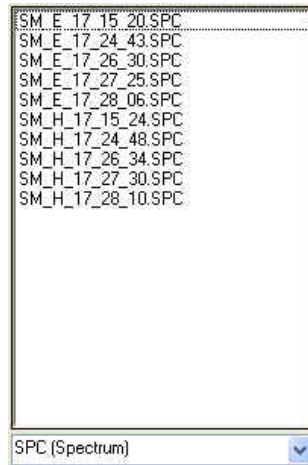 SM_E_17_15_20.SPC
SM_E_17_24_43.SPC
SM_E_17_26_30.SPC
SM_E_17_27_25.SPC
SM_E_17_28_06.SPC
SM_H_17_15_24.SPC
SM_H_17_24_48.SPC
SM_H_17_26_34.SPC
SM_H_17_27_30.SPC
SM_H_17_28_10.SPC
SPC (Spectrum)